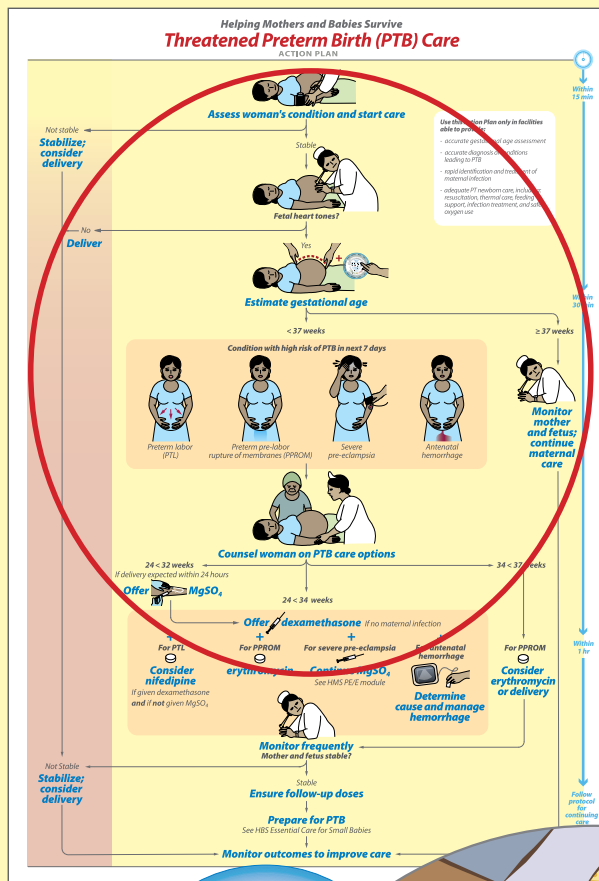 Helping Mothers and Babies Survive
Threatened Preterm Birth (PTB) Care
ACTION PLAN
Within
15 min
Assess woman's condition and start care
Not stable
Stabilize;
consider
delivery
Stable
Use this Action Plan only in facilities
able to provide:
- accurate gestational age assessment
- accurate diagnosis of conditions
leading to PTB
- rapid identification and treatment of
maternal infection
- adequate PT newborn care, including
resuscitation, thermal care, feeding
support, infection treatment, and safe
oxygen use
Fetal heart tones?
No
Deliver
Yes
+
Estimate gestational age
Within
30 min
< 37 weeks
≥ 37 weeks
Condition with high risk of PTB in next 7 days
Preterm labor
(PTL)
Preterm pre-labor
rupture of membranes (PPROM)
Severe
pre-eclampsia
Antenatal
hemorrhage
Monitor
mother
and fetus;
continue
maternal
care
Counsel woman on PTB care options
24 < 32 weeks
If delivery expected within 24 hours
Offer MgSO₄
24 < 34 weeks
34 < 37 weeks
Offer dexamethasone If no maternal infection
Within
1 hr
+
For PTL
Consider
nifedipine
If given dexamethasone
and if not given MgSO₄
+
For PPROM
erythromycin
+
For severe pre-eclampsia
Continue MgSO₄
See HMS PE/E module
+
For antenatal
hemorrhage
Determine
cause and manage
hemorrhage
For PPROM
Consider
erythromycin
or delivery
Monitor frequently
Mother and fetus stable?
Not Stable
Stabilize;
consider
delivery
Stable
Ensure follow-up doses
Follow
protocol
for
continuing
care
Prepare for PTB
See HBS Essential Care for Small Babies
Monitor outcomes to improve care